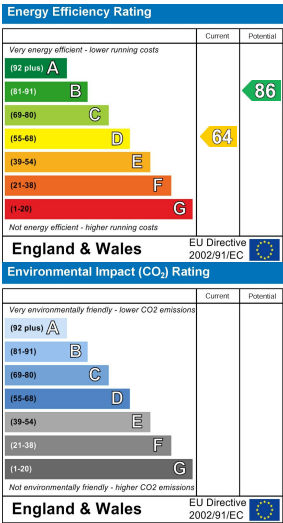 Energy Efficiency Rating
Current Potential
Very energy efficient - lower running costs
(92 plus) A
(81-91) B
(69-80) C
(55-68) D
(39-54) E
(21-38) F
(1-20) G
64
86
Not energy efficient - higher running costs
England & Wales
EU Directive
2002/91/EC
Environmental Impact (CO₂) Rating
Current Potential
Very environmentally friendly - lower CO2 emissions
(92 plus) A
(81-91) B
(69-80) C
(55-68) D
(39-54) E
(21-38) F
(1-20) G
Not environmentally friendly - higher CO2 emissions
England & Wales
EU Directive
2002/91/EC